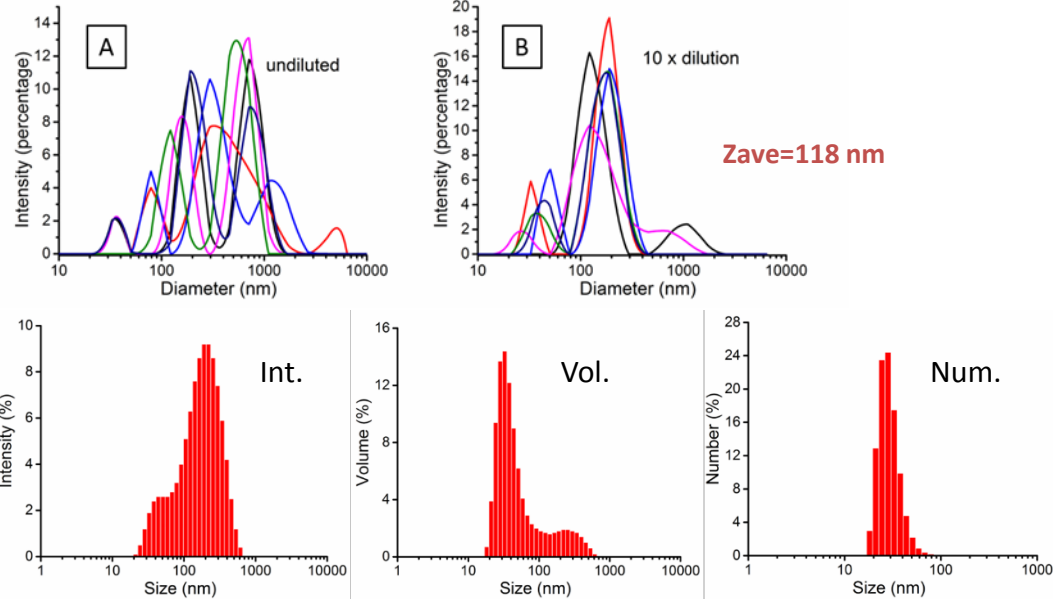 A
undiluted
Intensity (percentage)
14
12
10
8
6
4
2
0
10 100 1000 10000
Diameter (nm)
B
10 x dilution
Intensity (percentage)
20
18
16
14
12
10
8
6
4
2
0
10 100 1000 10000
Diameter (nm)
Zave=118 nm
Int.
Intensity (%)
10
8
6
4
2
0
1 10 100 1000 10000
Size (nm)
Vol.
Volume (%)
16
12
8
4
0
1 10 100 1000 10000
Size (nm)
Num.
Number (%)
28
24
20
16
12
8
4
0
1 10 100 1000
Size (nm)